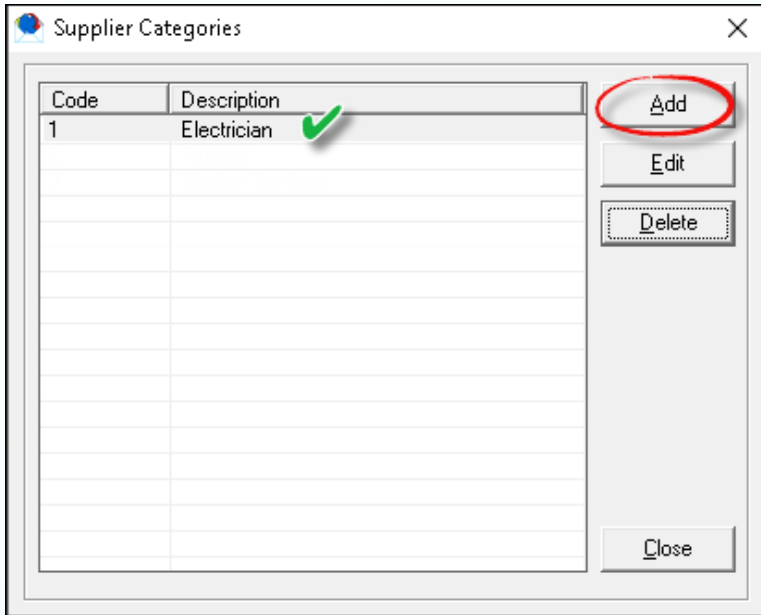 Supplier Categories
Code Description
1 Electrician
Add
Edit
Delete
Close